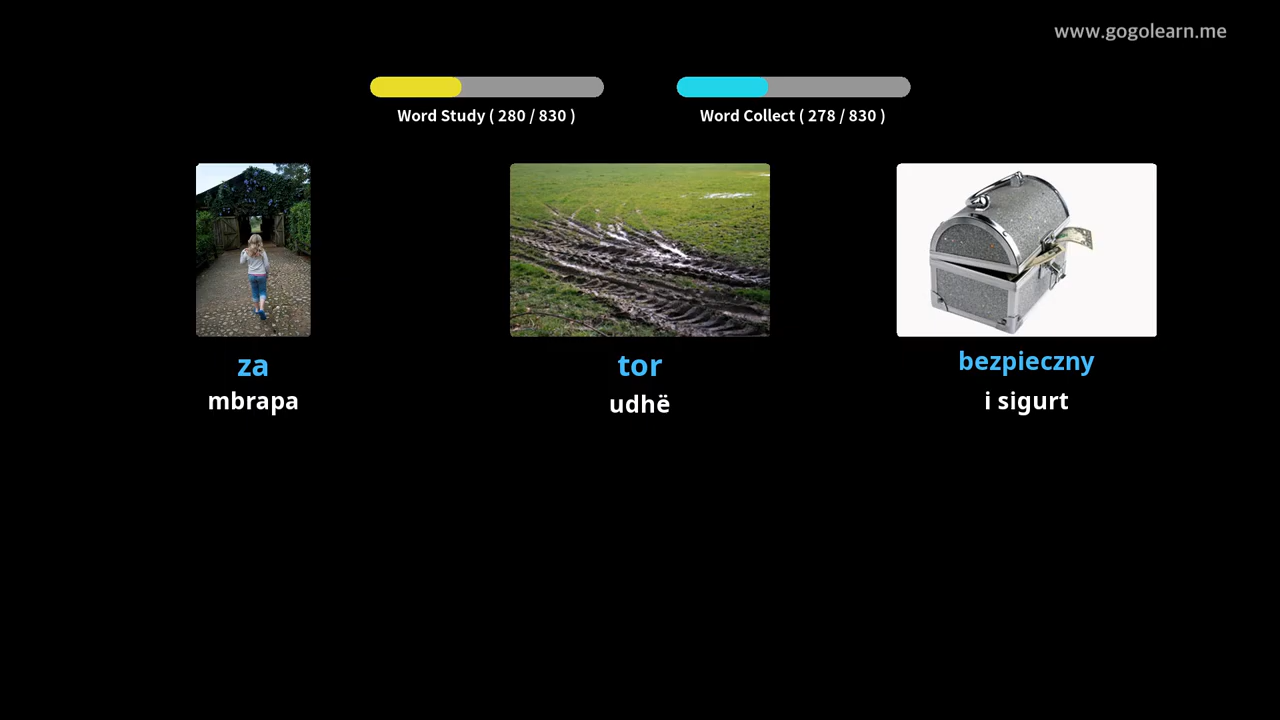 www.gogolearn.me
Word Study ( 280 / 830 )
Word Collect ( 278 / 830 )
za
mbrapa
tor
udhë
bezpieczny
i sigurt